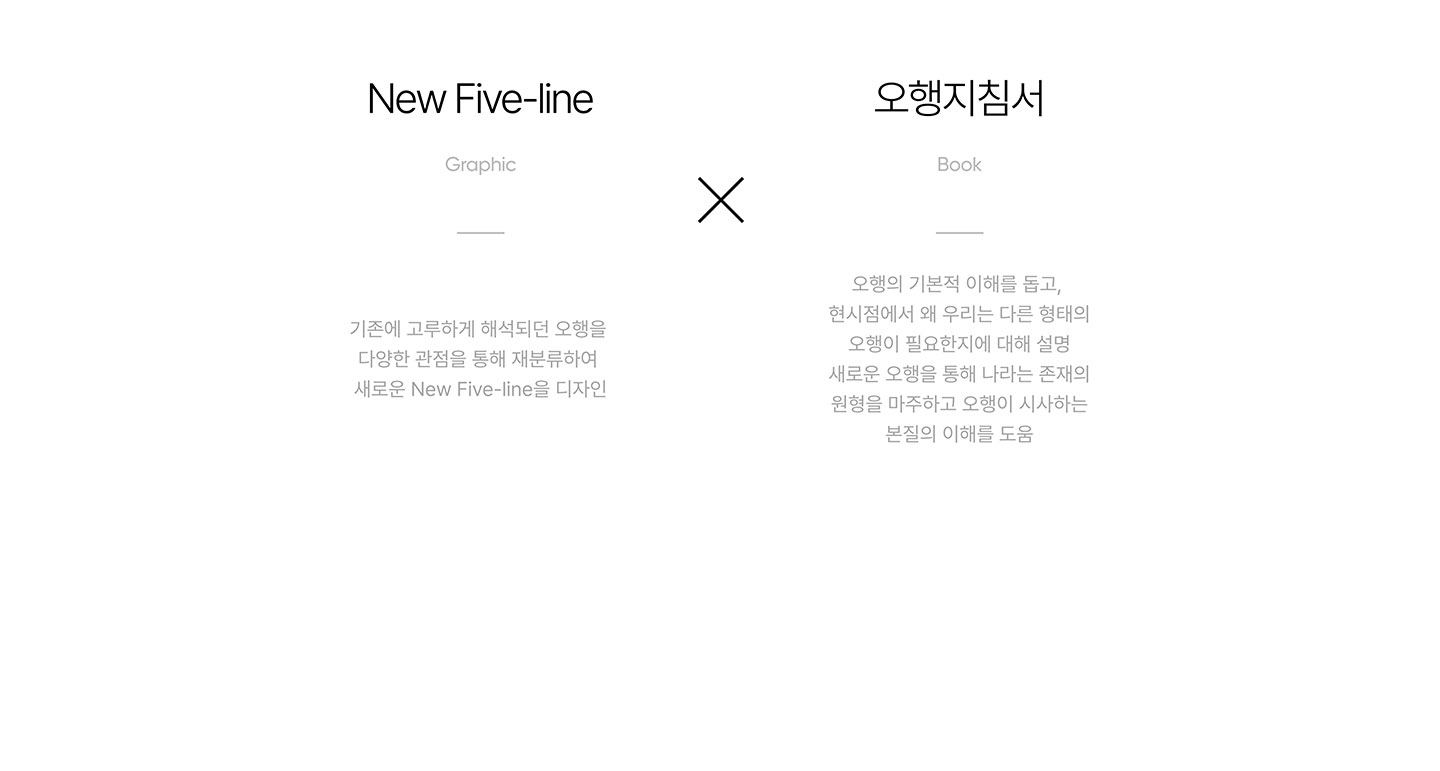 New Five-line
Graphic
기존에 고루하게 해석되던 오행을
다양한 관점을 통해 재분류하여
새로운 New Five-line을 디자인
오행지침서
Book
오행의 기본적 이해를 돕고,
현시점에서 왜 우리는 다른 형태의
오행이 필요한지에 대해 설명
새로운 오행을 통해 나라는 존재의
원형을 마주하고 오행이 시사하는
본질의 이해를 도움